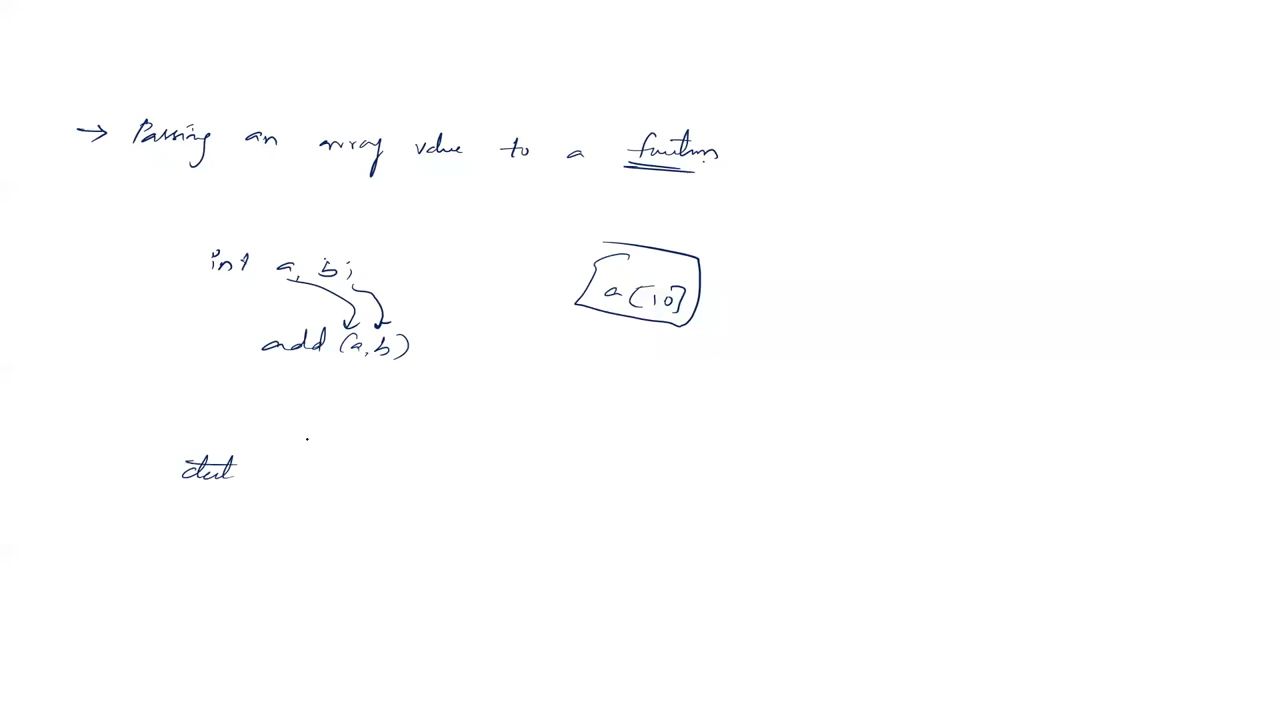 → Passing an array value to a function
int a, b;
a[10]
add (a,b)